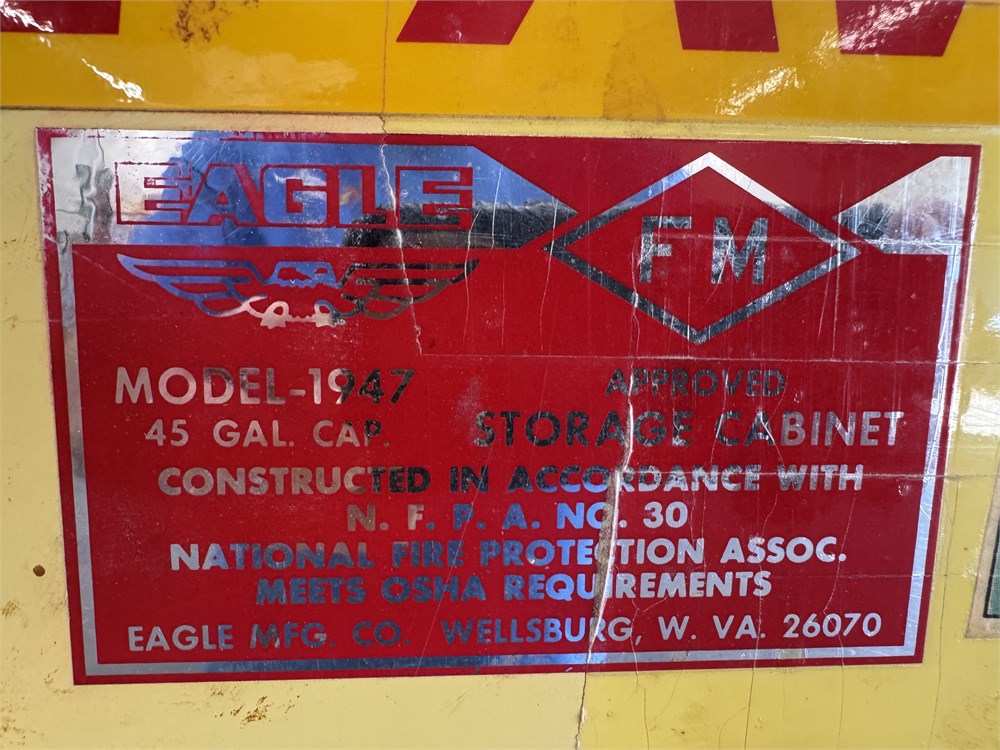 EAGLE
FM
MODEL-1947
45 GAL. CAP.
APPROVED
STORAGE CABINET
CONSTRUCTED IN ACCORDANCE WITH
N. F. P. A. NO. 30
NATIONAL FIRE PROTECTION ASSOC.
MEETS OSHA REQUIREMENTS
EAGLE MFG. CO. WELLSBURG, W. VA. 26070